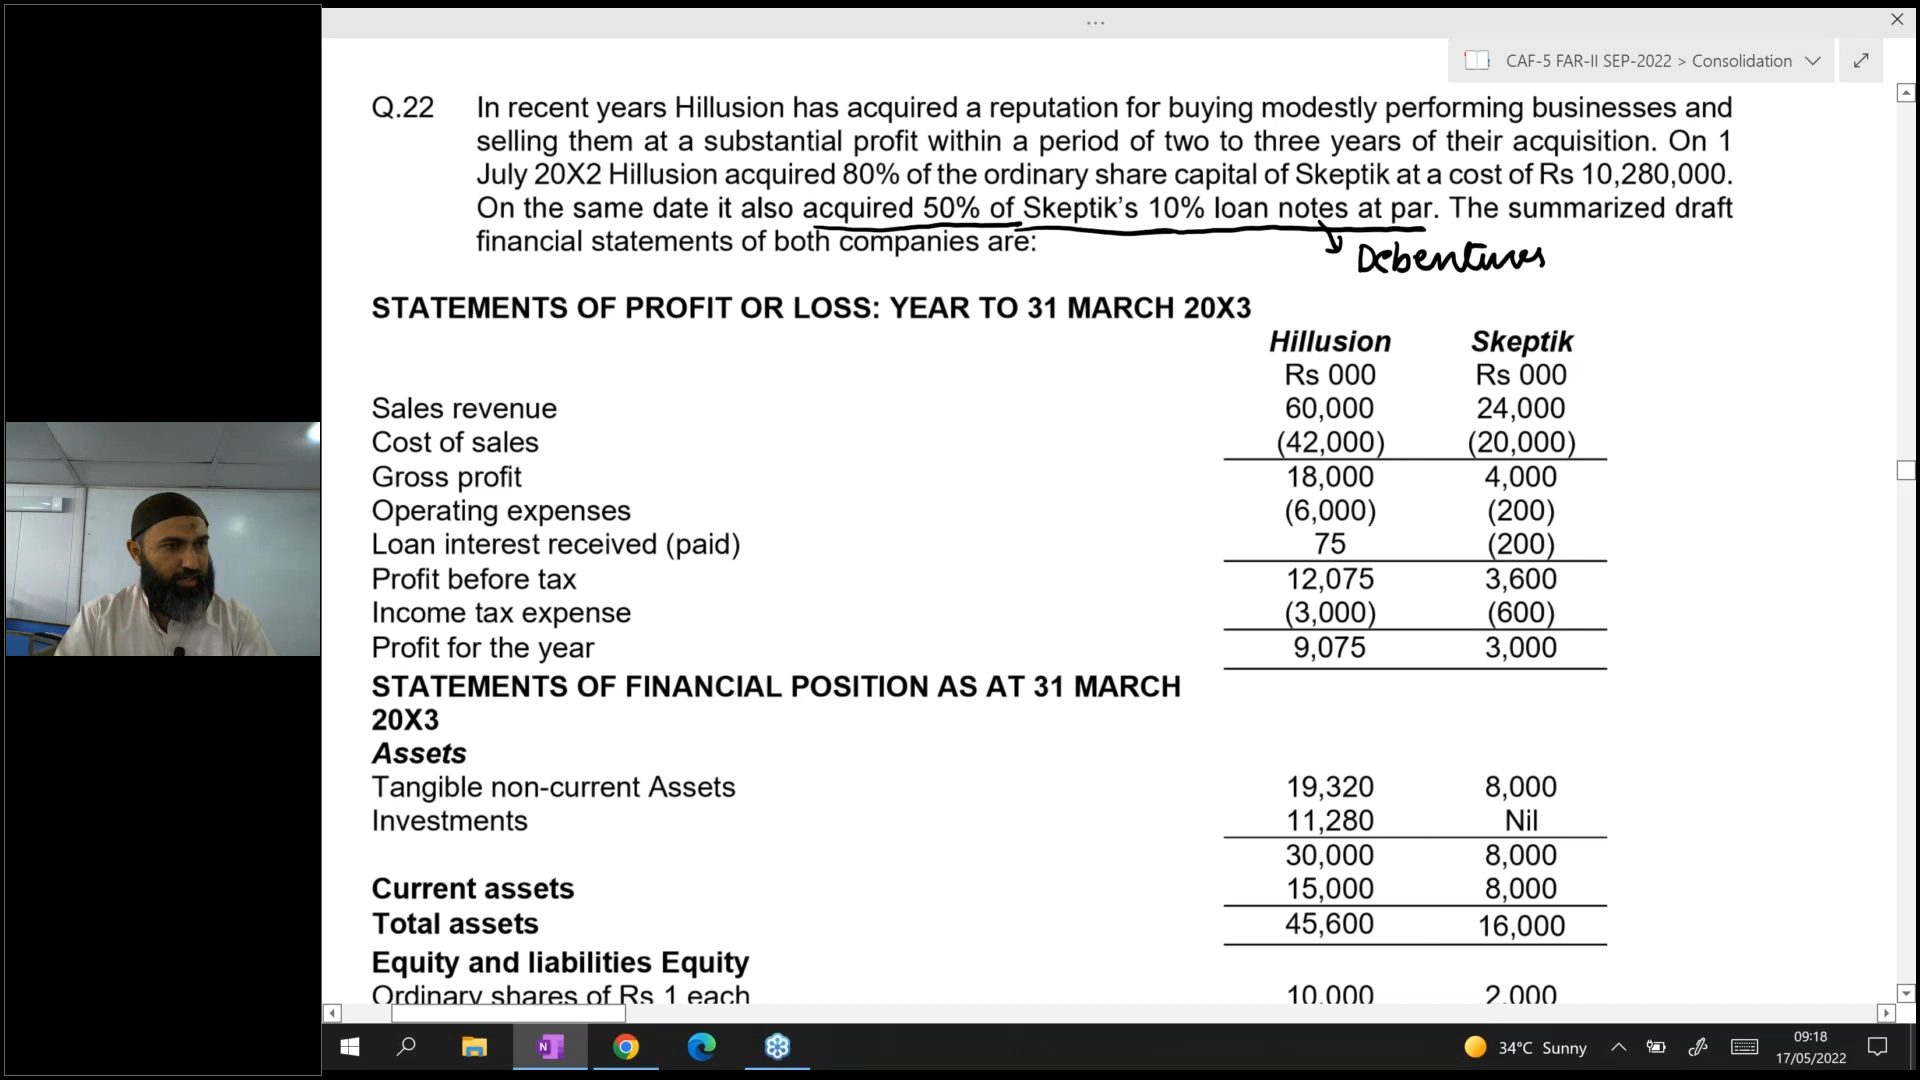 ...
CAF-5 FAR-II SEP-2022 > Consolidation
Q.22 In recent years Hillusion has acquired a reputation for buying modestly performing businesses and
selling them at a substantial profit within a period of two to three years of their acquisition. On 1
July 20X2 Hillusion acquired 80% of the ordinary share capital of Skeptik at a cost of Rs 10,280,000.
On the same date it also acquired 50% of Skeptik's 10% loan notes at par. The summarized draft
financial statements of both companies are:
Debentures
STATEMENTS OF PROFIT OR LOSS: YEAR TO 31 MARCH 20X3
Hillusion Skeptik
Rs 000 Rs 000
Sales revenue 60,000 24,000
Cost of sales (42,000) (20,000)
Gross profit 18,000 4,000
Operating expenses (6,000) (200)
Loan interest received (paid) 75 (200)
Profit before tax 12,075 3,600
Income tax expense (3,000) (600)
Profit for the year 9,075 3,000
STATEMENTS OF FINANCIAL POSITION AS AT 31 MARCH
20X3
Assets
Tangible non-current Assets 19,320 8,000
Investments 11,280 Nil
30,000 8,000
Current assets 15,000 8,000
Total assets 45,600 16,000
Equity and liabilities Equity
Ordinary shares of Rs 1 each 10,000 2,000
34°C Sunny
09:18
17/05/2022